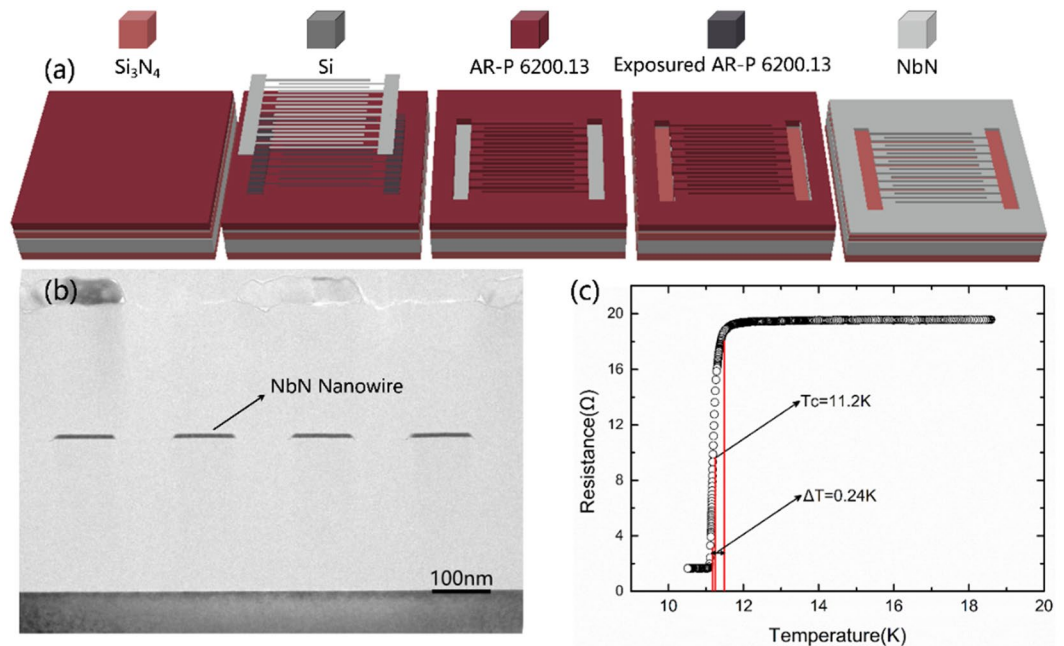 Si₃N₄ Si AR-P 6200.13 Exposured AR-P 6200.13 NbN
(a)
(b)
NbN Nanowire
100nm
(c)
20
16
12
8
4
0
Resistance(Ω)
Tc=11.2K
ΔT=0.24K
10 12 14 16 18 20
Temperature(K)